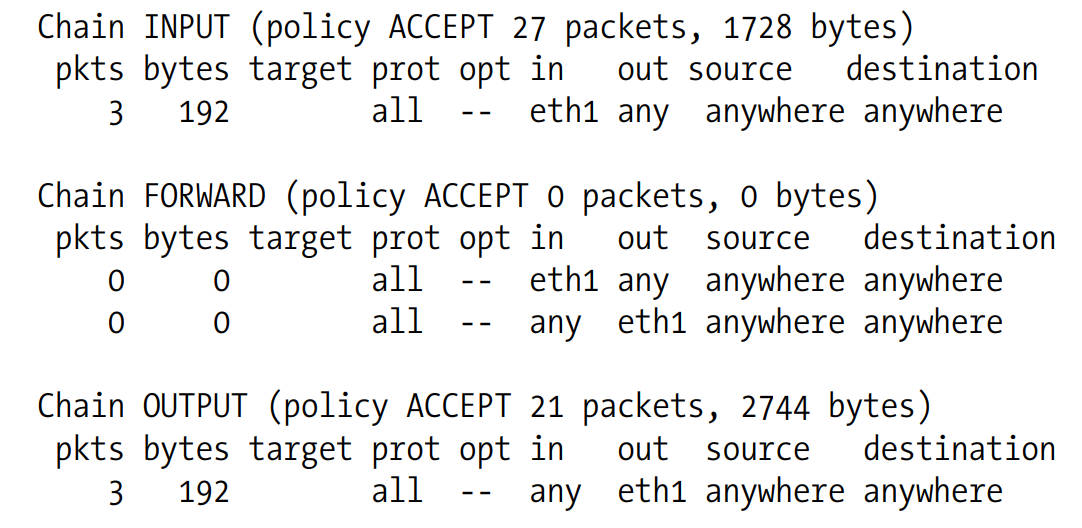 Chain INPUT (policy ACCEPT 27 packets, 1728 bytes)
pkts bytes target prot opt in out source destination
3 192 all -- eth1 any anywhere anywhere
Chain FORWARD (policy ACCEPT 0 packets, 0 bytes)
pkts bytes target prot opt in out source destination
0 0 all -- eth1 any anywhere anywhere
0 0 all -- any eth1 anywhere anywhere
Chain OUTPUT (policy ACCEPT 21 packets, 2744 bytes)
pkts bytes target prot opt in out source destination
3 192 all -- any eth1 anywhere anywhere